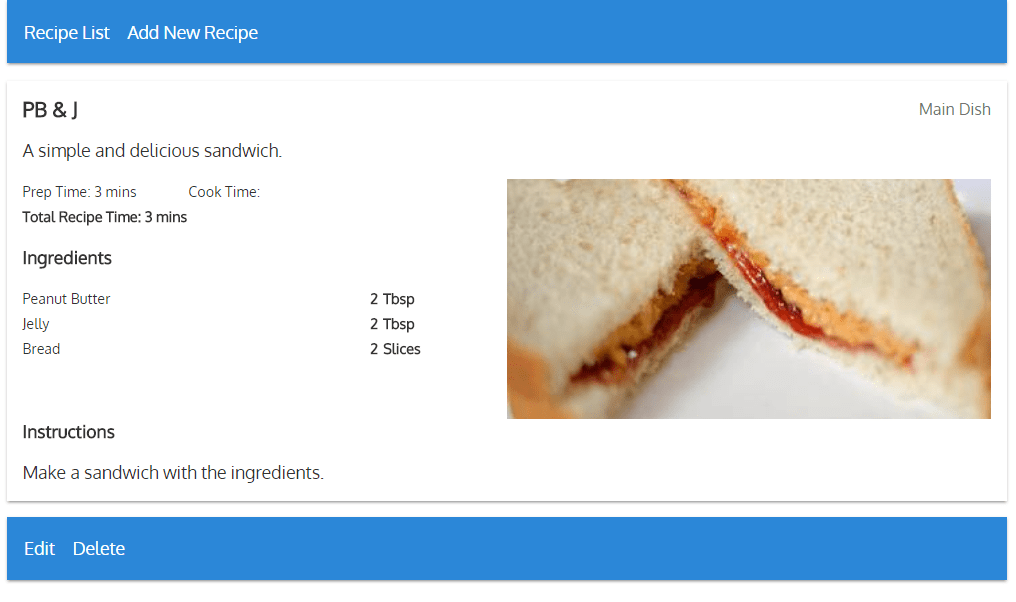 Recipe List Add New Recipe
PB & J
Main Dish
A simple and delicious sandwich.
Prep Time: 3 mins Cook Time:
Total Recipe Time: 3 mins
Ingredients
Peanut Butter 2 Tbsp
Jelly 2 Tbsp
Bread 2 Slices
Instructions
Make a sandwich with the ingredients.
Edit Delete